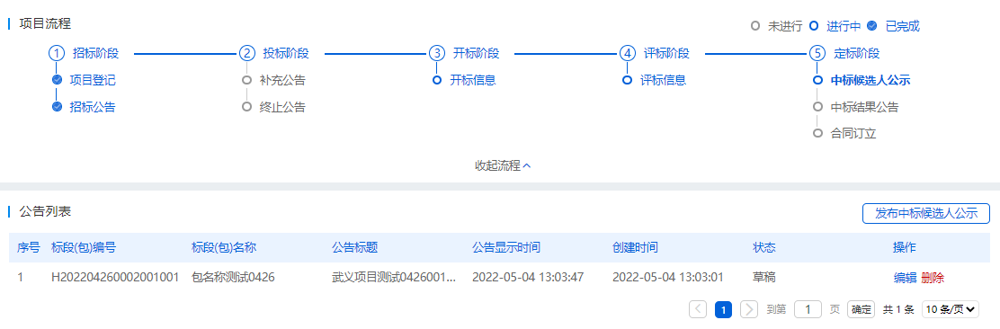 项目流程
未进行 进行中 已完成
1 招标阶段 2 投标阶段 3 开标阶段 4 评标阶段 5 定标阶段
项目登记 补充公告 开标信息 评标信息 中标候选人公示
招标公告 终止公告 中标结果公告
合同订立
收起流程
公告列表 发布中标候选人公示
序号 标段(包)编号 标段(包)名称 公告标题 公告显示时间 创建时间 状态 操作
1 H202204260002001001 包名称测试0426 武义项目测试0426001... 2022-05-04 13:03:47 2022-05-04 13:03:01 草稿 编辑 删除
1 到第 1 页 确定 共 1 条 10 条/页